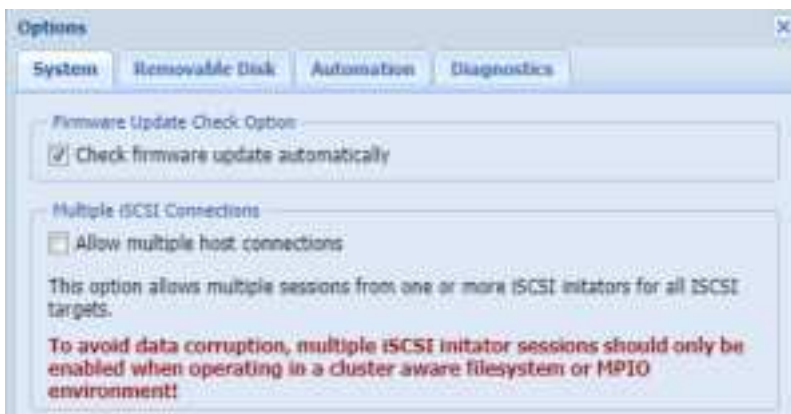 Options
System Removable Disk Automation Diagnostics
Firmware Update Check Option
Check firmware update automatically
Multiple iSCSI Connections
Allow multiple host connections
This option allows multiple sessions from one or more iSCSI initators for all ISCSI
targets.
To avoid data corruption, multiple iSCSI initator sessions should only be
enabled when operating in a cluster aware filesystem or MPIO
environment!